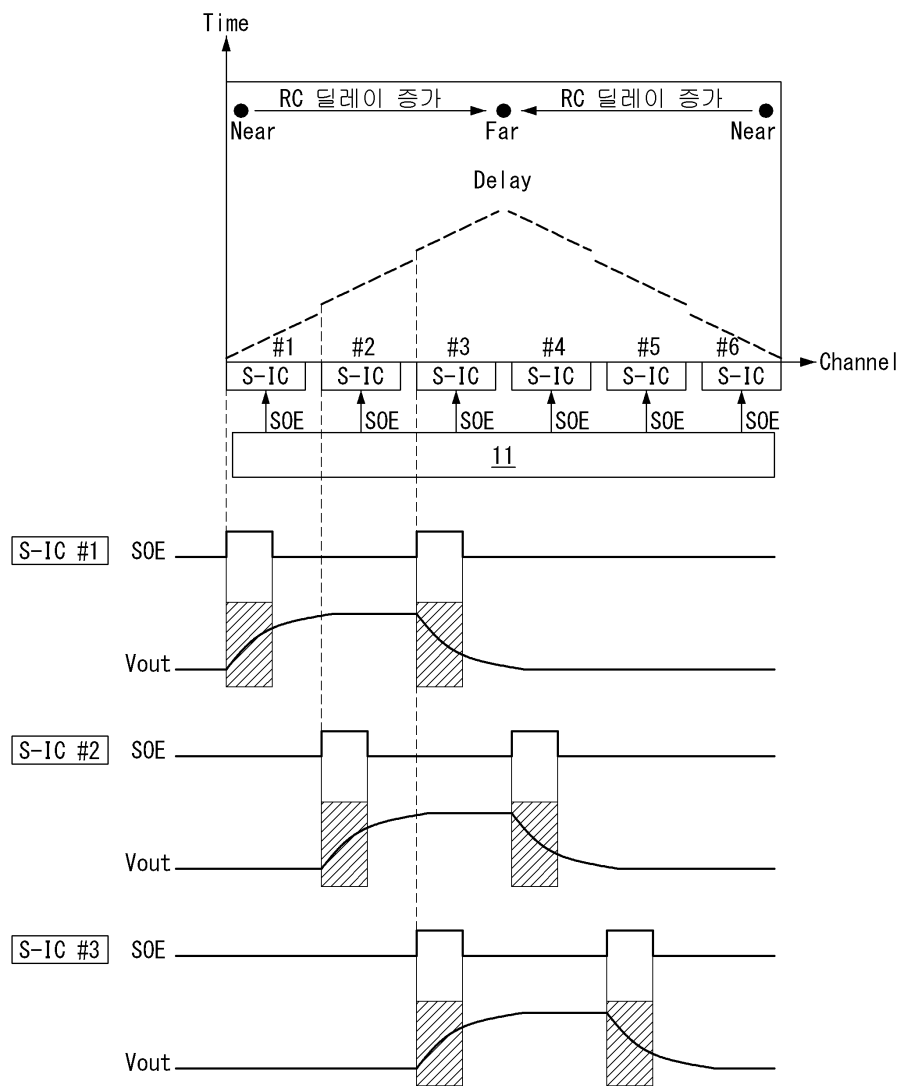 Time
RC 딜레이 증가 RC 딜레이 증가
Near Far Near
Delay
#1 #2 #3 #4 #5 #6
S-IC S-IC S-IC S-IC S-IC S-IC Channel
SOE SOE SOE SOE SOE SOE
11
S-IC #1 SOE
Vout
S-IC #2 SOE
Vout
S-IC #3 SOE
Vout